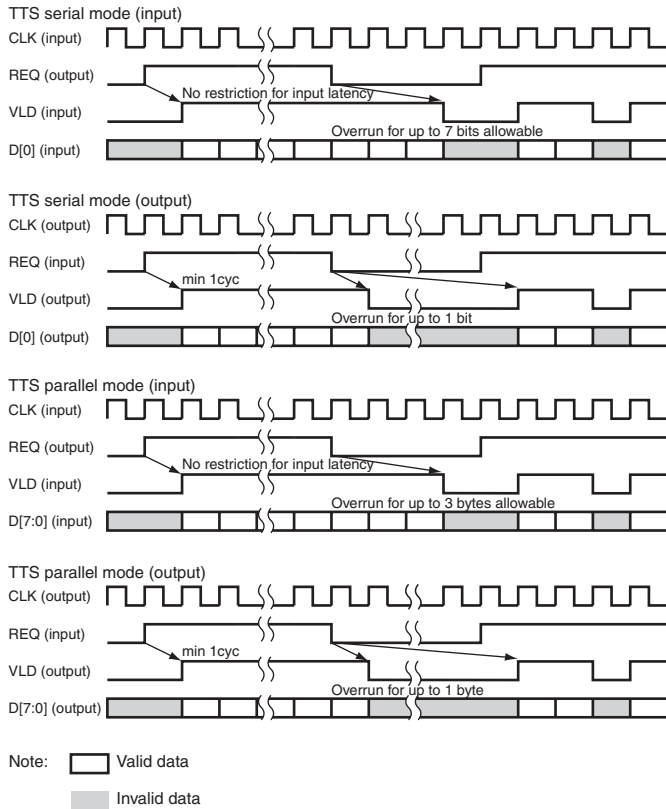 TTS serial mode (input)
CLK (input)
REQ (output)
No restriction for input latency
VLD (input)
Overrun for up to 7 bits allowable
D[0] (input)
TTS serial mode (output)
CLK (output)
REQ (input)
min 1cyc
VLD (output)
Overrun for up to 1 bit
D[0] (output)
TTS parallel mode (input)
CLK (input)
REQ (output)
No restriction for input latency
VLD (input)
Overrun for up to 3 bytes allowable
D[7:0] (input)
TTS parallel mode (output)
CLK (output)
REQ (input)
min 1cyc
VLD (output)
Overrun for up to 1 byte
D[7:0] (output)
Note: Valid data
Invalid data